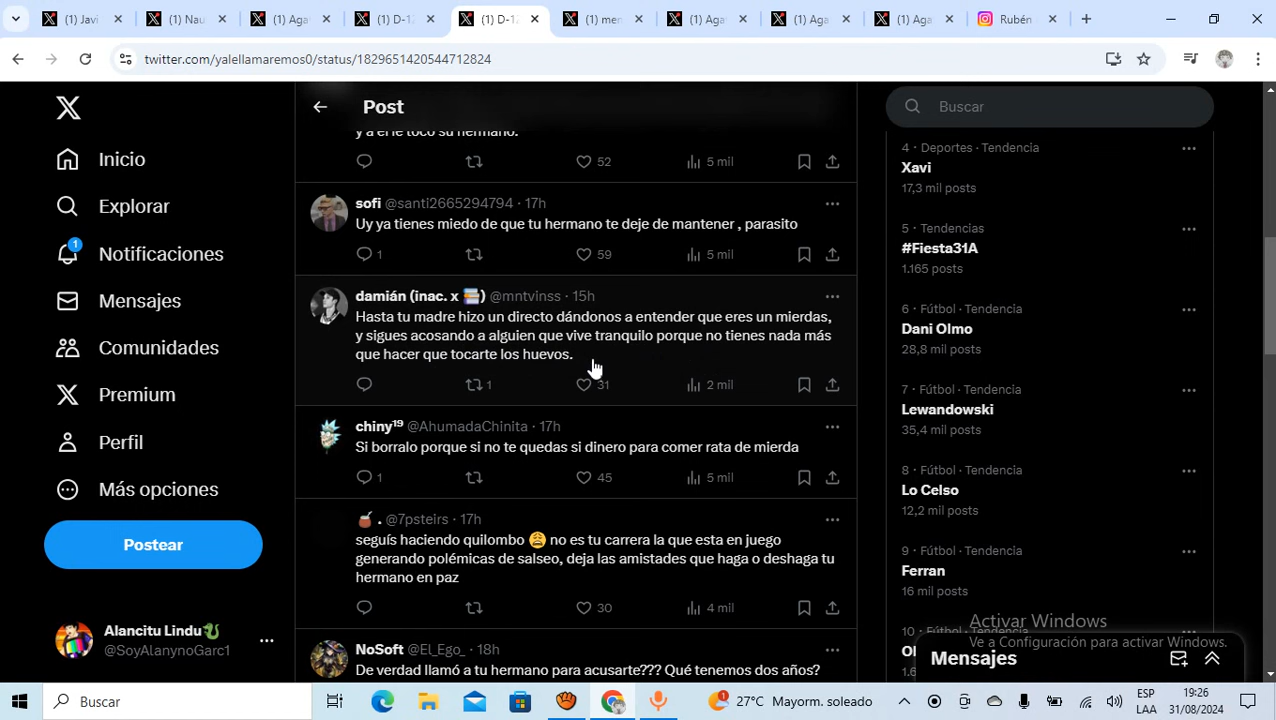 (1) Javi
(1) Nau
(1) Aga
(1) D-1
(1) D-1
(1) me
(1) Aga
(1) Aga
(1) Aga
Rubén
twitter.com/yalellamaremos0/status/1829651420544712824
Inicio
Explorar
1
Notificaciones
Mensajes
Comunidades
Premium
Perfil
Más opciones
Postear
Alancitu Lindu🐉
@SoyAlanynoGarc1
Post
y a el le toco su hermano.
52
5 mil
sofi @santi2665294794 · 17h
Uy ya tienes miedo de que tu hermano te deje de mantener , parasito
1
59
5 mil
damián (inac. x 📚) @mntvinss · 15h
Hasta tu madre hizo un directo dándonos a entender que eres un mierdas,
y sigues acosando a alguien que vive tranquilo porque no tienes nada más
que hacer que tocarte los huevos.
1
31
2 mil
chiny¹⁹ @AhumadaChinita · 17h
Si borralo porque si no te quedas si dinero para comer rata de mierda
1
45
5 mil
🧉 . @7psteirs · 17h
seguís haciendo quilombo 😩 no es tu carrera la que esta en juego
generando polémicas de salseo, deja las amistades que haga o deshaga tu
hermano en paz
30
4 mil
NoSoft @El_Ego_ · 18h
De verdad llamó a tu hermano para acusarte??? Qué tenemos dos años?
Buscar
4 · Deportes · Tendencia
Xavi
17,3 mil posts
5 · Tendencias
#Fiesta31A
1.165 posts
6 · Fútbol · Tendencia
Dani Olmo
28,8 mil posts
7 · Fútbol · Tendencia
Lewandowski
35,4 mil posts
8 · Fútbol · Tendencia
Lo Celso
12,2 mil posts
9 · Fútbol · Tendencia
Ferran
16 mil posts
10 · Fútbol · Tendencia
Activar Windows
Ve a Configuración para activar Windows.
Mensajes
Buscar
1
27°C Mayorm. soleado
ESP
LAA
19:26
31/08/2024